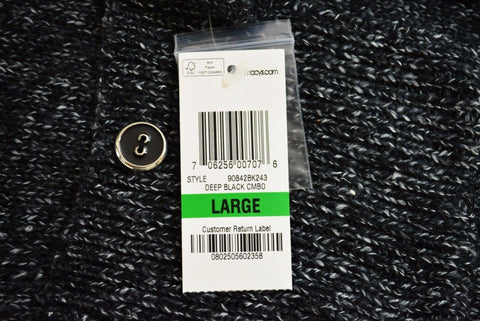 macys.com
7 06256 00707 6
STYLE 90842BK243
DEEP BLACK CMBO
LARGE
Customer Return Label
0802505602358